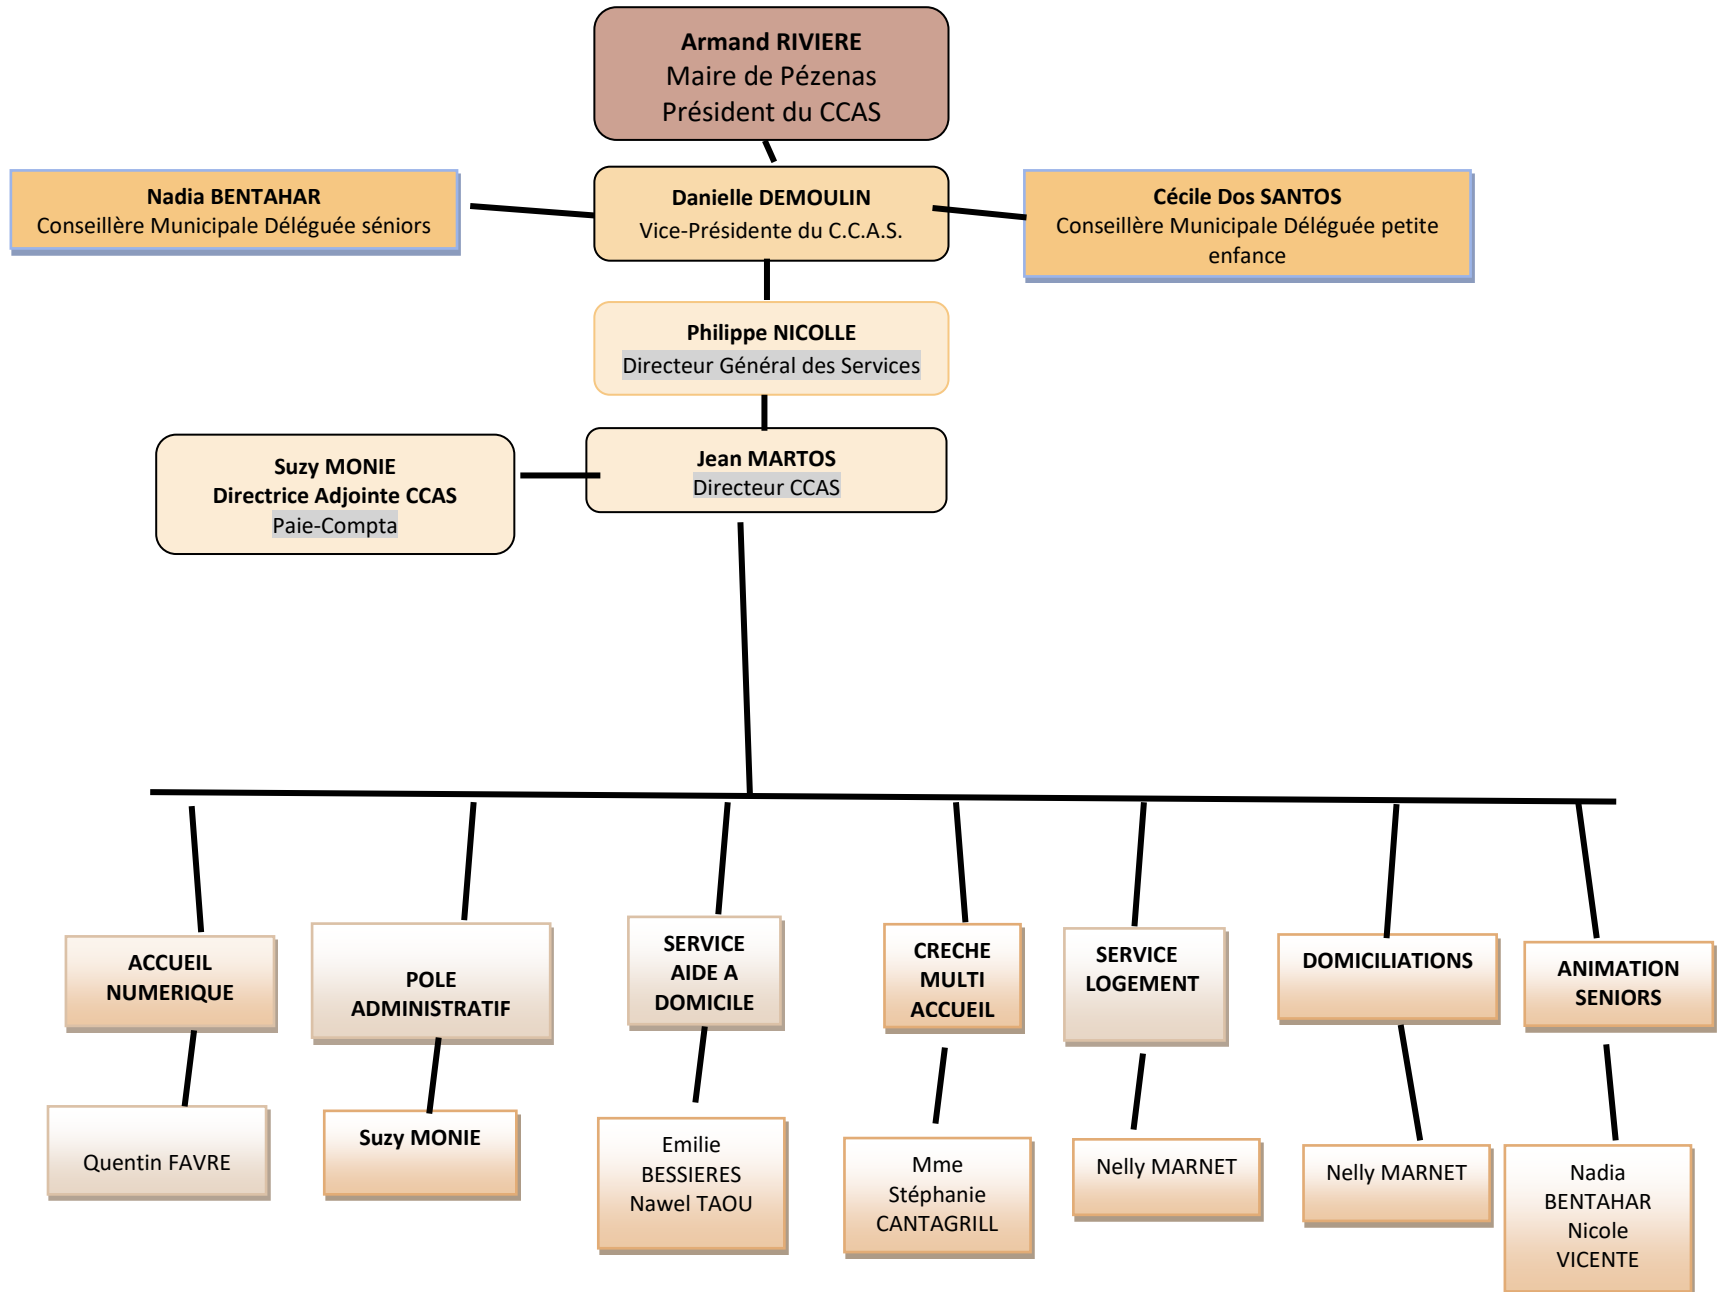 Armand RIVIERE
Maire de Pézenas
Président du CCAS
Nadia BENTAHAR
Conseillère Municipale Déléguée séniors
Danielle DEMOULIN
Vice-Présidente du C.C.A.S.
Cécile Dos SANTOS
Conseillère Municipale Déléguée petite
enfance
Philippe NICOLLE
Directeur Général des Services
Suzy MONIE
Directrice Adjointe CCAS
Paie-Compta
Jean MARTOS
Directeur CCAS
ACCUEIL
NUMERIQUE
POLE
ADMINISTRATIF
SERVICE
AIDE A
DOMICILE
CRECHE
MULTI
ACCUEIL
SERVICE
LOGEMENT
DOMICILIATIONS
ANIMATION
SENIORS
Quentin FAVRE
Suzy MONIE
Emilie
BESSIERES
Nawel TAOU
Mme
Stéphanie
CANTAGRILL
Nelly MARNET
Nelly MARNET
Nadia
BENTAHAR
Nicole
VICENTE